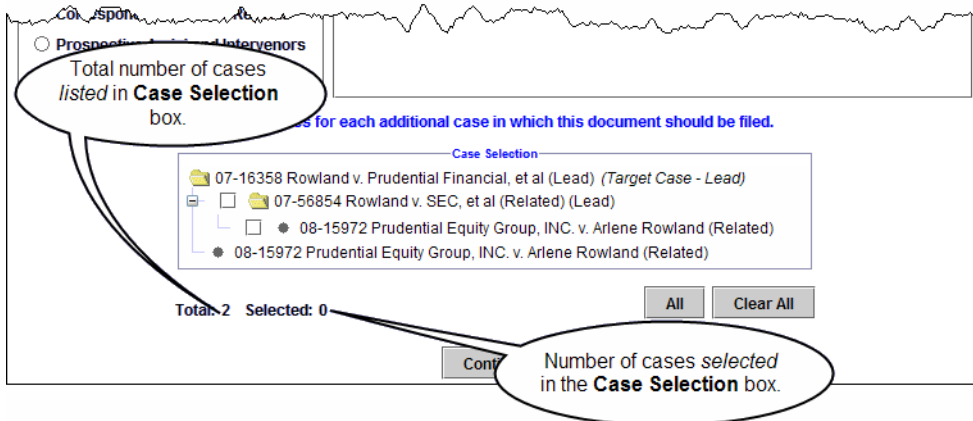 Prospective
Intervenors
Total number of cases
listed in Case Selection
box.
for each additional case in which this document should be filed.
Case Selection
07-16358 Rowland v. Prudential Financial, et al (Lead) (Target Case - Lead)
07-56854 Rowland v. SEC, et al (Related) (Lead)
08-15972 Prudential Equity Group, INC. v. Arlene Rowland (Related)
08-15972 Prudential Equity Group, INC. v. Arlene Rowland (Related)
Total: 2 Selected: 0
All Clear All
Number of cases selected
in the Case Selection box.